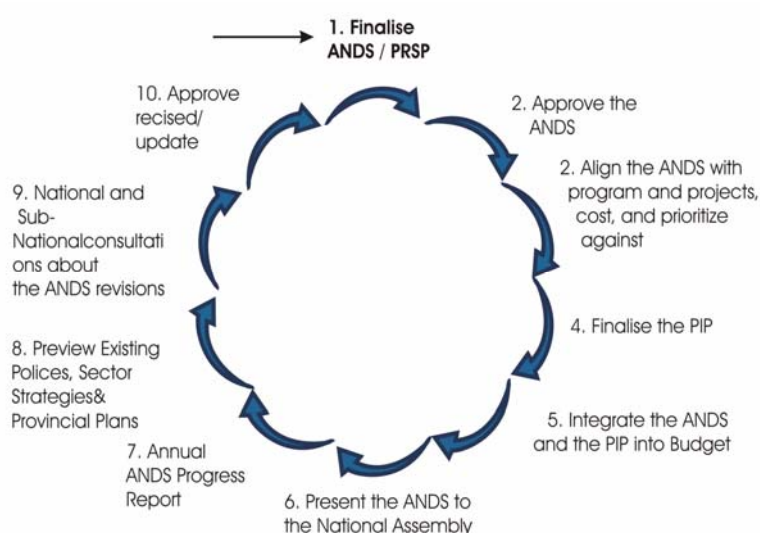 1. Finalise
ANDS / PRSP
2. Approve the
ANDS
2. Align the ANDS with
program and projects,
cost, and prioritize
against
4. Finalise the PIP
5. Integrate the ANDS
and the PIP into Budget
6. Present the ANDS to
the National Assembly
7. Annual
ANDS Progress
Report
8. Preview Existing
Polices, Sector
Strategies&
Provincial Plans
9. National and
Sub-
Nationalconsultati
ons about
the ANDS revisions
10. Approve
recised/
update